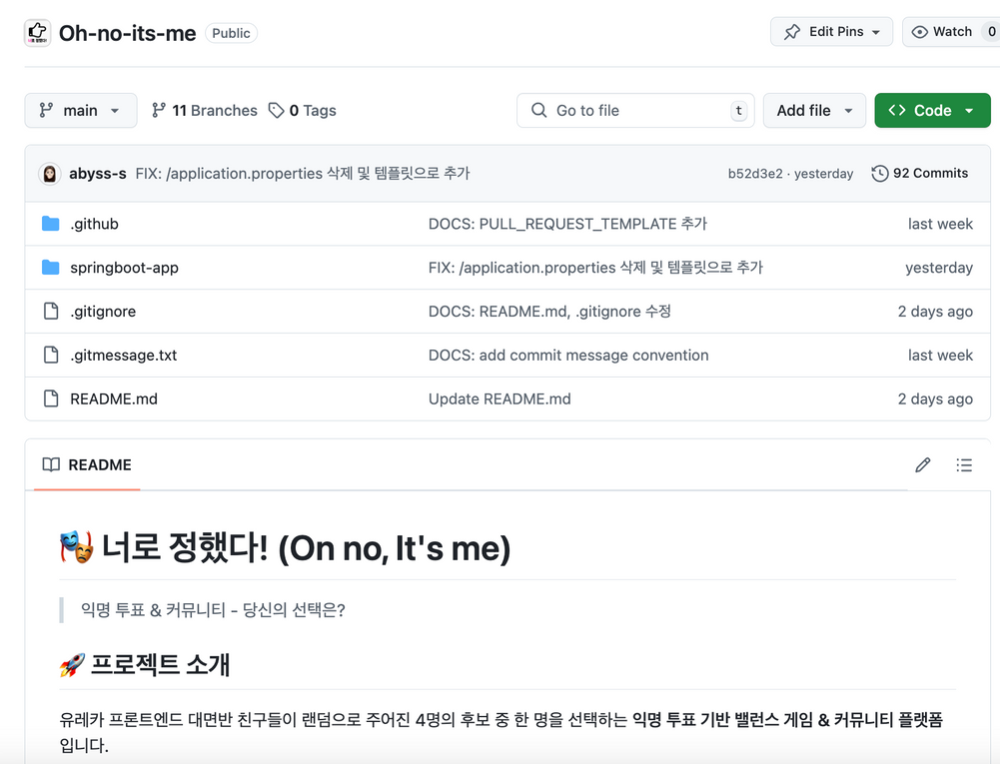 Oh-no-its-me Public Edit Pins Watch 0
main 11 Branches 0 Tags Go to file t Add file Code
abyss-s FIX: /application.properties 삭제 및 템플릿으로 추가 b52d3e2 · yesterday 92 Commits
.github DOCS: PULL_REQUEST_TEMPLATE 추가 last week
springboot-app FIX: /application.properties 삭제 및 템플릿으로 추가 yesterday
.gitignore DOCS: README.md, .gitignore 수정 2 days ago
.gitmessage.txt DOCS: add commit message convention last week
README.md Update README.md 2 days ago
README
🎭 너로 정했다! (On no, It's me)
익명 투표 & 커뮤니티 - 당신의 선택은?
🚀 프로젝트 소개
유레카 프론트엔드 대면반 친구들이 랜덤으로 주어진 4명의 후보 중 한 명을 선택하는 익명 투표 기반 밸런스 게임 & 커뮤니티 플랫폼
입니다.